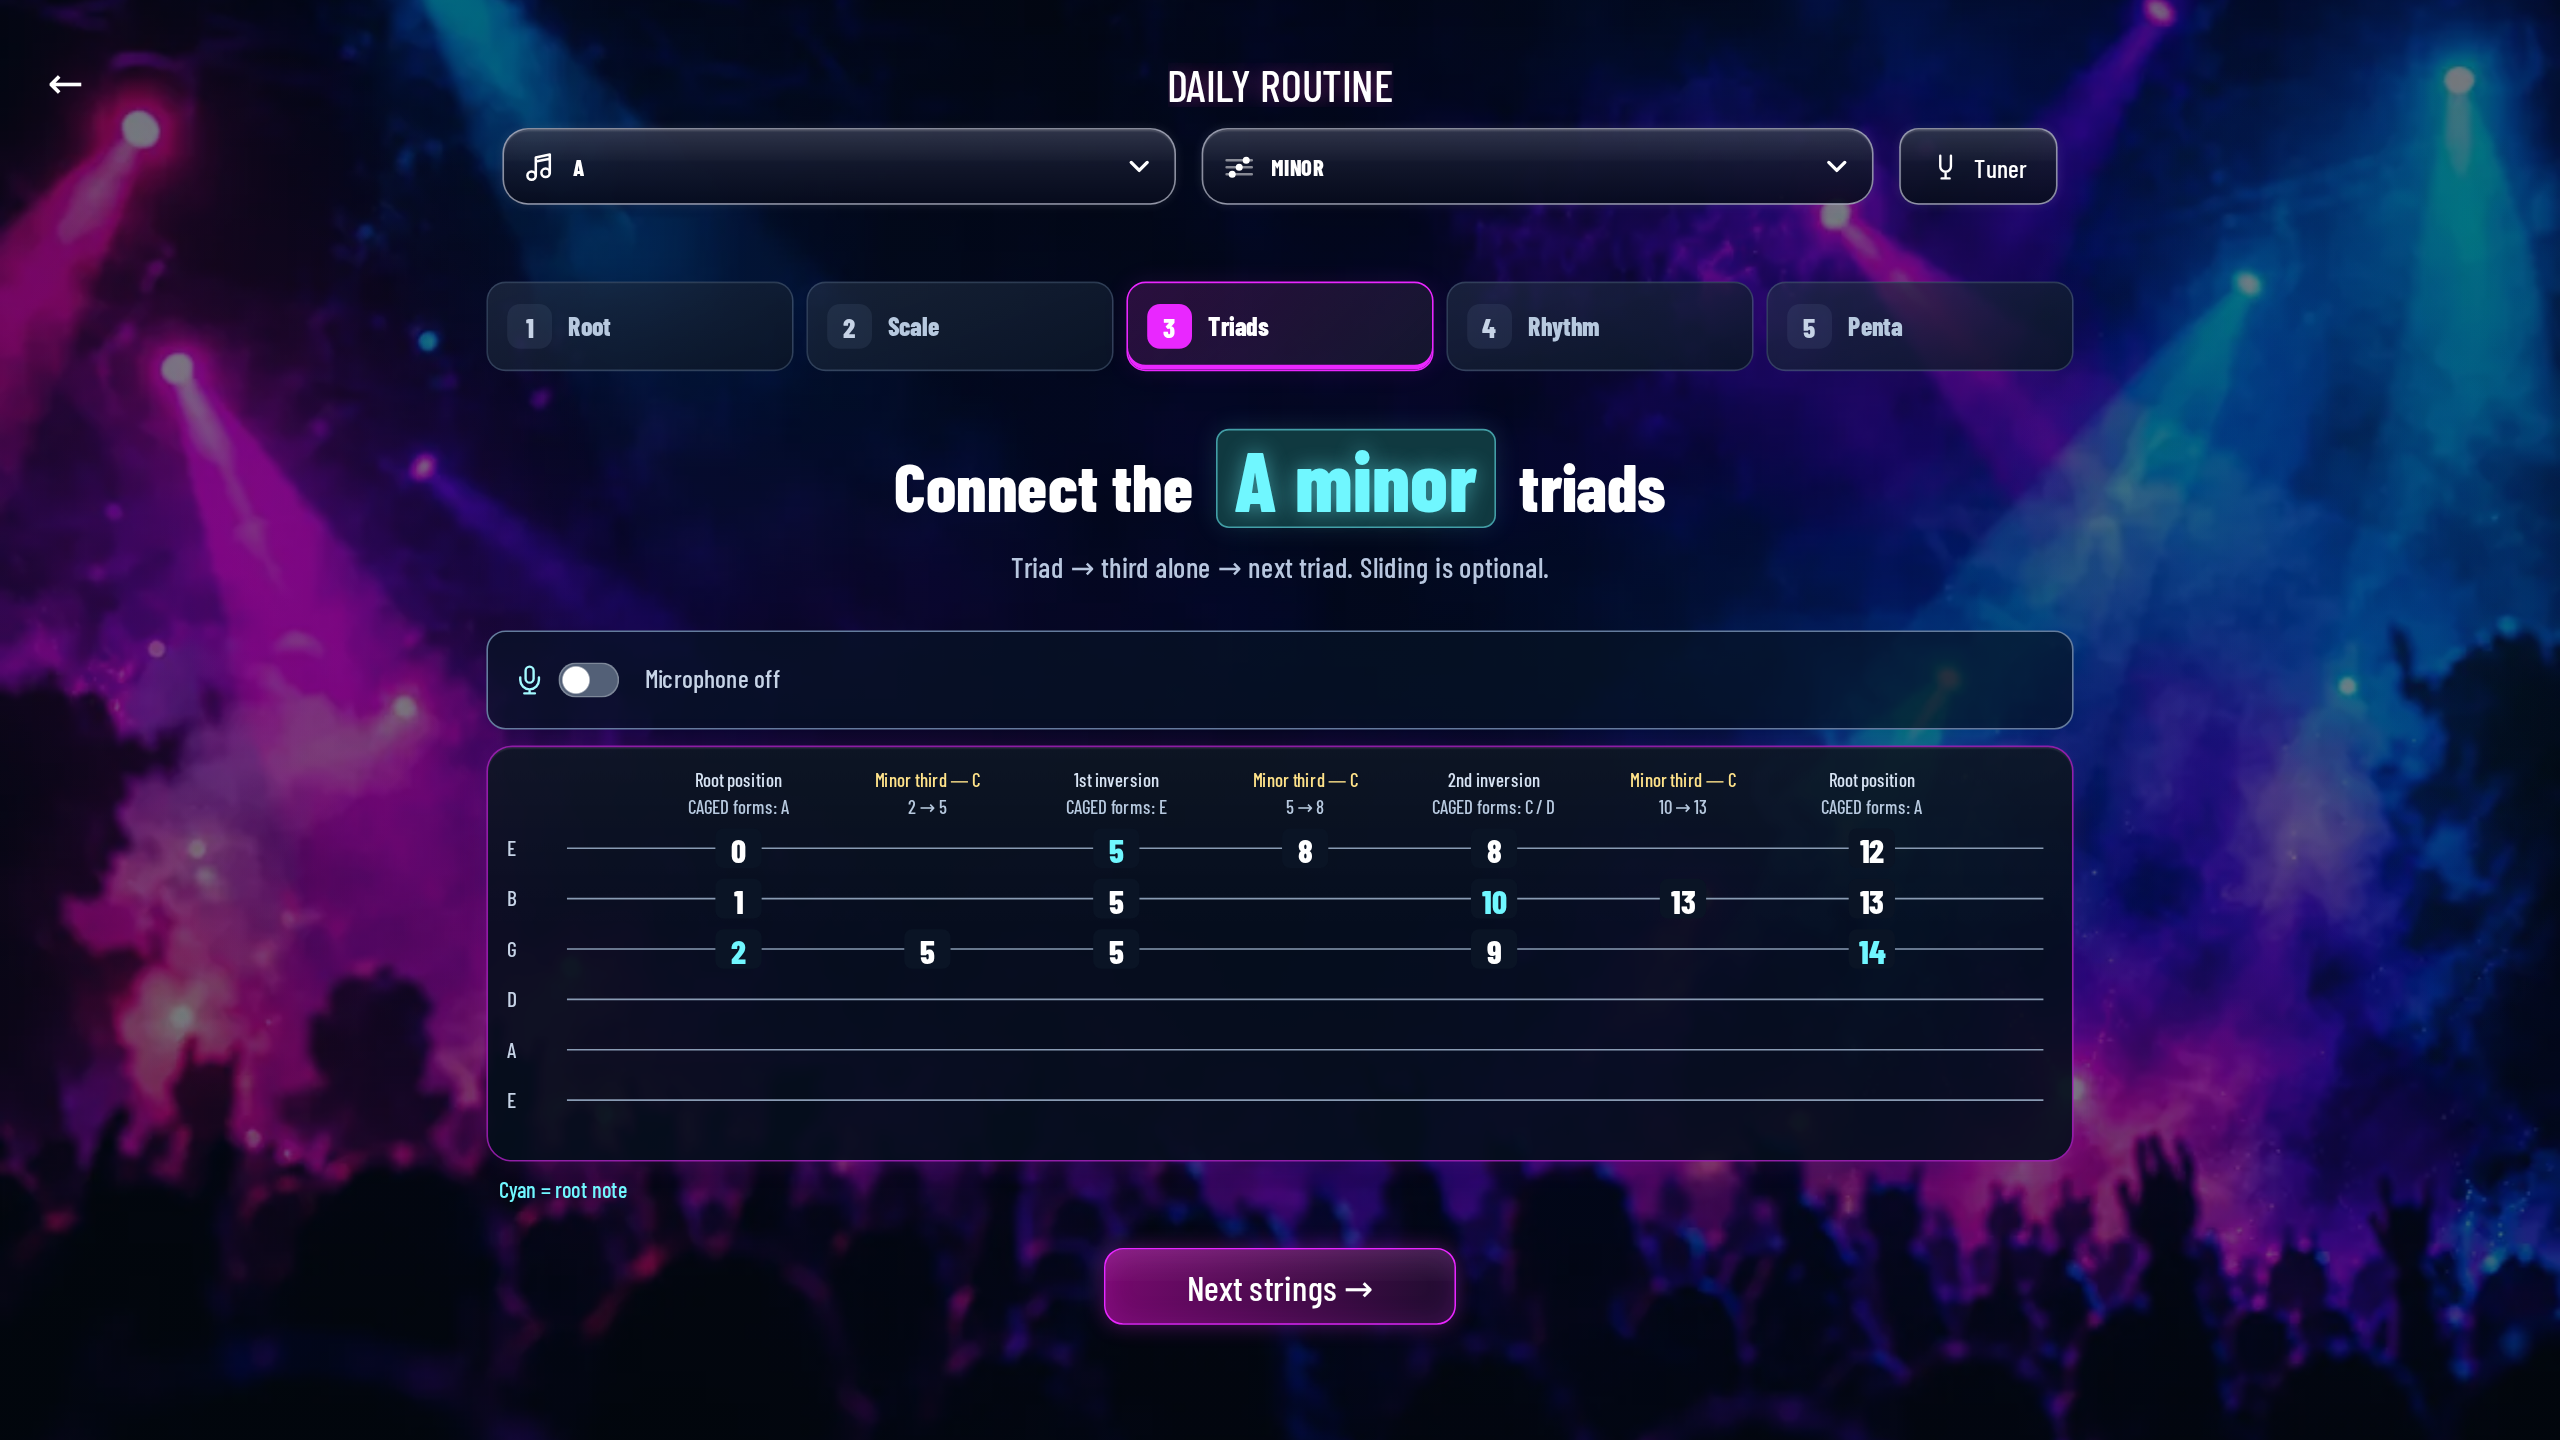 ←
DAILY ROUTINE
A
MINOR
Tuner
1 Root
2 Scale
3 Triads
4 Rhythm
5 Penta
Connect the A minor triads
Triad → third alone → next triad. Sliding is optional.
Microphone off
Root position Minor third — C 1st inversion Minor third — C 2nd inversion Minor third — C Root position
CAGED forms: A 2 → 5 CAGED forms: E 5 → 8 CAGED forms: C / D 10 → 13 CAGED forms: A
E 0 5 8 8 12
B 1 5 10 13 13
G 2 5 5 9 14
D
A
E
Cyan = root note
Next strings →